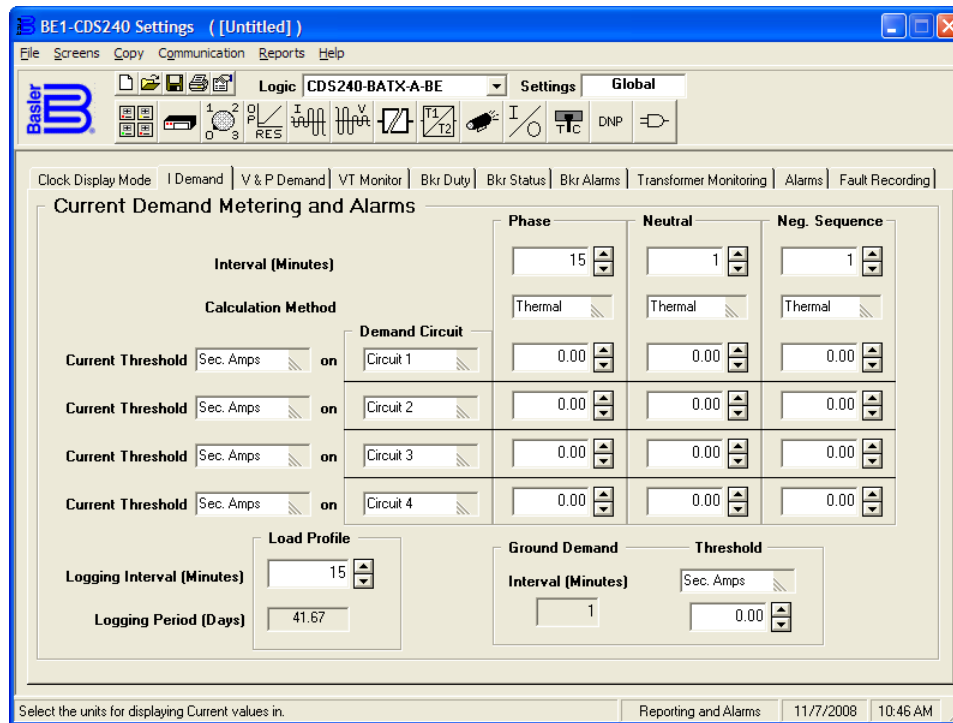 BE1-CDS240 Settings ( [Untitled] )
File Screens Copy Communication Reports Help
Basler
Logic CDS240-BATX-A-BE Settings Global
1 2 0 3 O P RES I V T1 T2 I O T C DNP
Clock Display Mode I Demand V & P Demand VT Monitor Bkr Duty Bkr Status Bkr Alarms Transformer Monitoring Alarms Fault Recording
Current Demand Metering and Alarms
Phase Neutral Neg. Sequence
Interval (Minutes) 15 1 1
Calculation Method Thermal Thermal Thermal
Demand Circuit
Current Threshold Sec. Amps on Circuit 1 0.00 0.00 0.00
Current Threshold Sec. Amps on Circuit 2 0.00 0.00 0.00
Current Threshold Sec. Amps on Circuit 3 0.00 0.00 0.00
Current Threshold Sec. Amps on Circuit 4 0.00 0.00 0.00
Load Profile
Logging Interval (Minutes) 15
Logging Period (Days) 41.67
Ground Demand Threshold
Interval (Minutes) Sec. Amps
1 0.00
Select the units for displaying Current values in. Reporting and Alarms 11/7/2008 10:46 AM